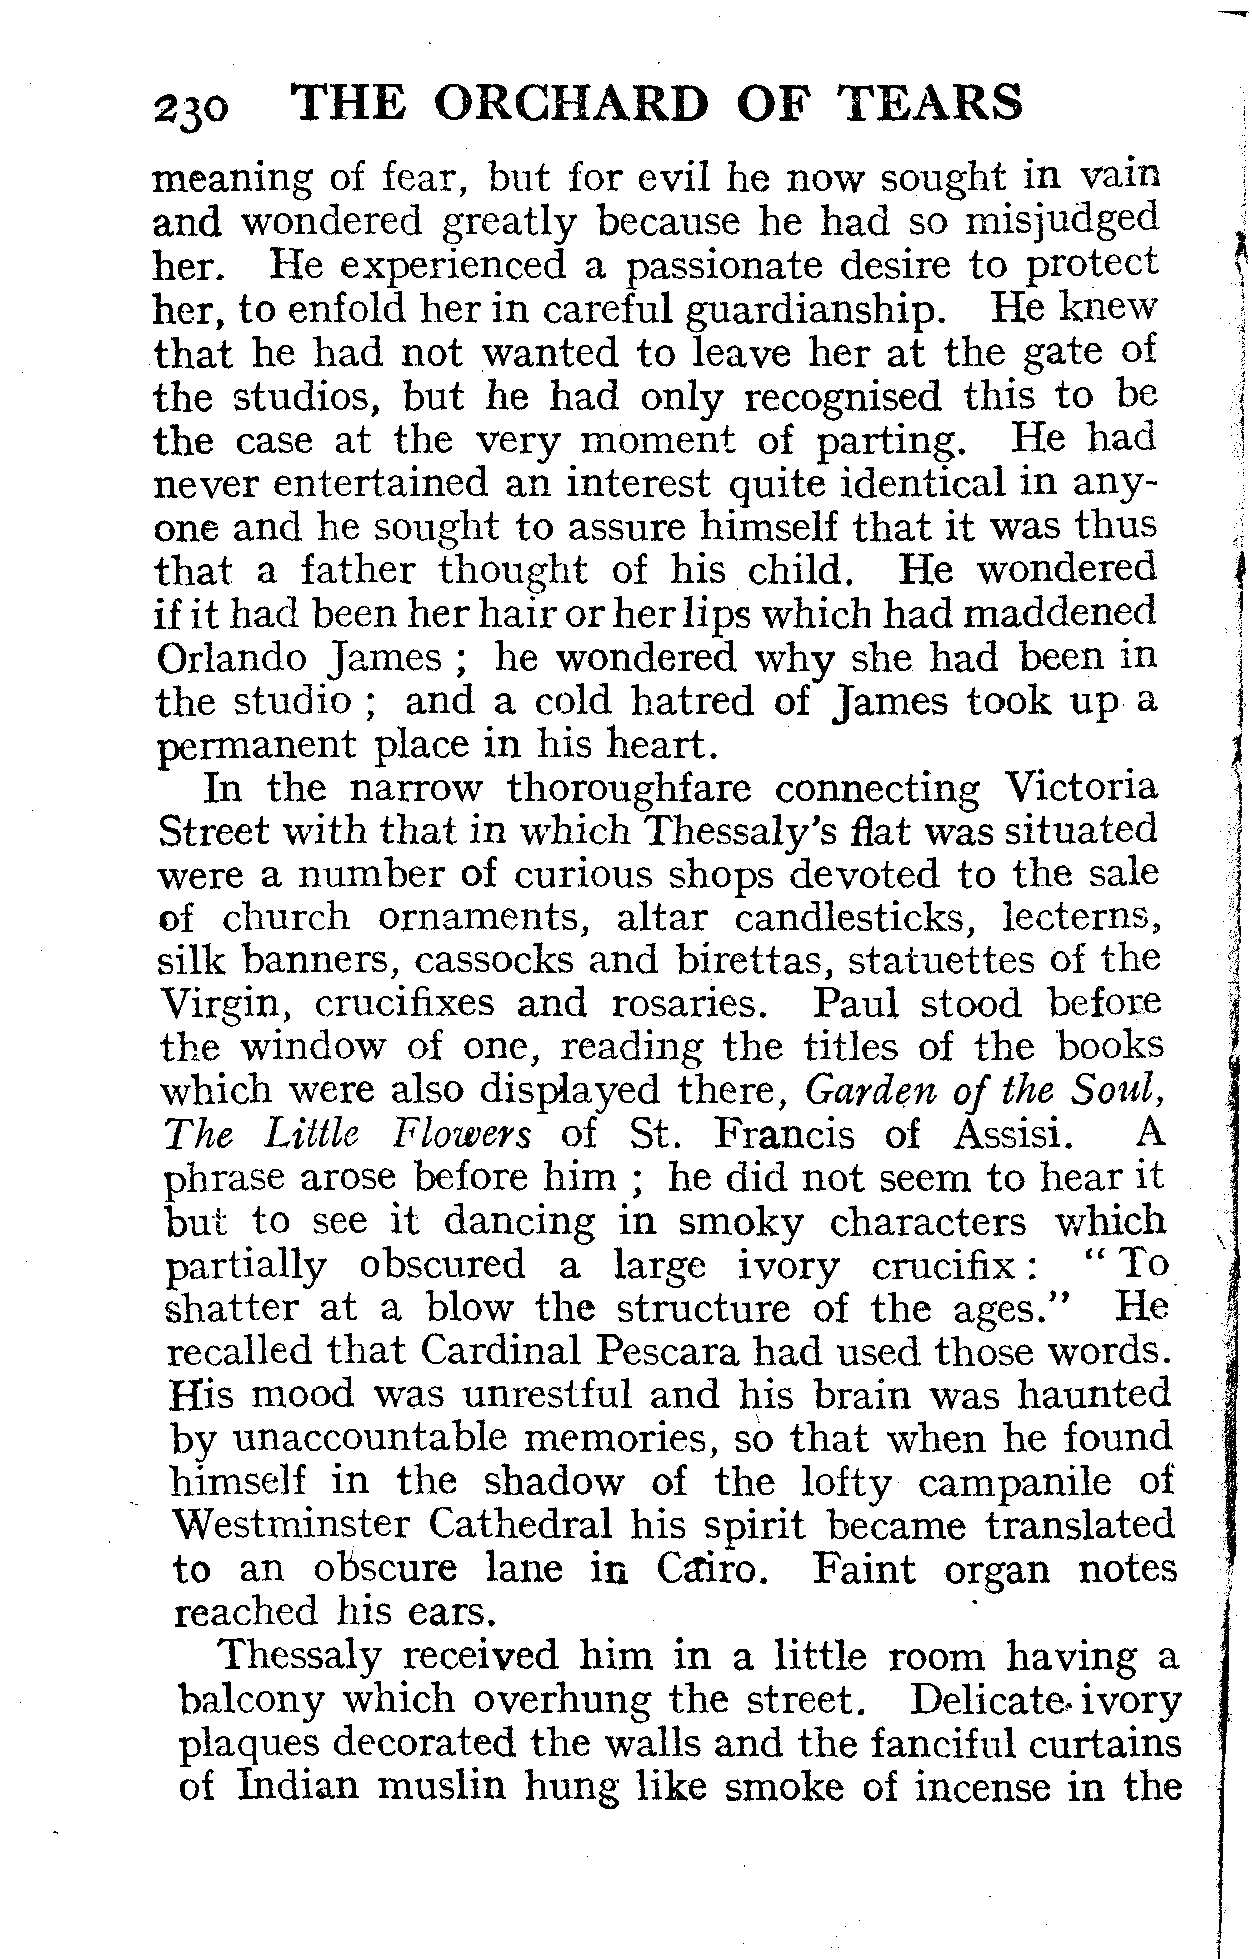 230 THE ORCHARD OF TEARS
meaning of fear, but for evil he now sought in vain
and wondered greatly because he had so misjudged
her. He experienced a passionate desire to protect
her, to enfold her in careful guardianship. He knew
that he had not wanted to leave her at the gate of
the studios, but he had only recognised this to be
the case at the very moment of parting. He had
never entertained an interest quite identical in any-
one and he sought to assure himself that it was thus
that a father thought of his child. He wondered
if it had been her hair or her lips which had maddened
Orlando James ; he wondered why she had been in
the studio ; and a cold hatred of James took up a
permanent place in his heart.
In the narrow thoroughfare connecting Victoria
Street with that in which Thessaly's flat was situated
were a number of curious shops devoted to the sale
of church ornaments, altar candlesticks, lecterns,
silk banners, cassocks and birettas, statuettes of the
Virgin, crucifixes and rosaries. Paul stood before
the window of one, reading the titles of the books
which were also displayed there, Garden of the Soul,
The Little Flowers of St. Francis of Assisi. A
phrase arose before him ; he did not seem to hear it
but to see it dancing in smoky characters which
partially obscured a large ivory crucifix : " To
shatter at a blow the structure of the ages." He
recalled that Cardinal Pescara had used those words.
His mood was unrestful and his brain was haunted
by unaccountable memories, so that when he found
himself in the shadow of the lofty campanile of
Westminster Cathedral his spirit became translated
to an obscure lane in Cairo. Faint organ notes
reached his ears.
Thessaly received him in a little room having a
balcony which overhung the street. Delicate ivory
plaques decorated the walls and the fanciful curtains
of Indian muslin hung like smoke of incense in the